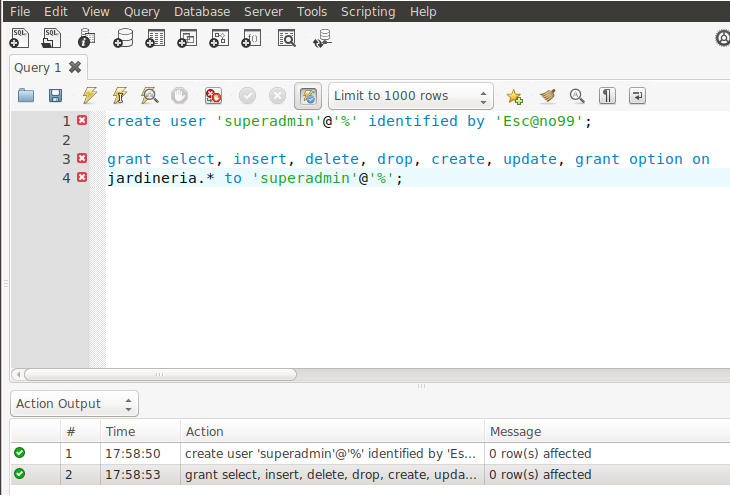 File Edit View Query Database Server Tools Scripting Help
Query 1
Limit to 1000 rows
1 create user 'superadmin'@'%' identified by 'Esc@no99';
2
3 grant select, insert, delete, drop, create, update, grant option on
4 jardineria.* to 'superadmin'@'%';
Action Output
# Time Action Message
1 17:58:50 create user 'superadmin'@'%' identified by 'Es... 0 row(s) affected
2 17:58:53 grant select, insert, delete, drop, create, upda... 0 row(s) affected